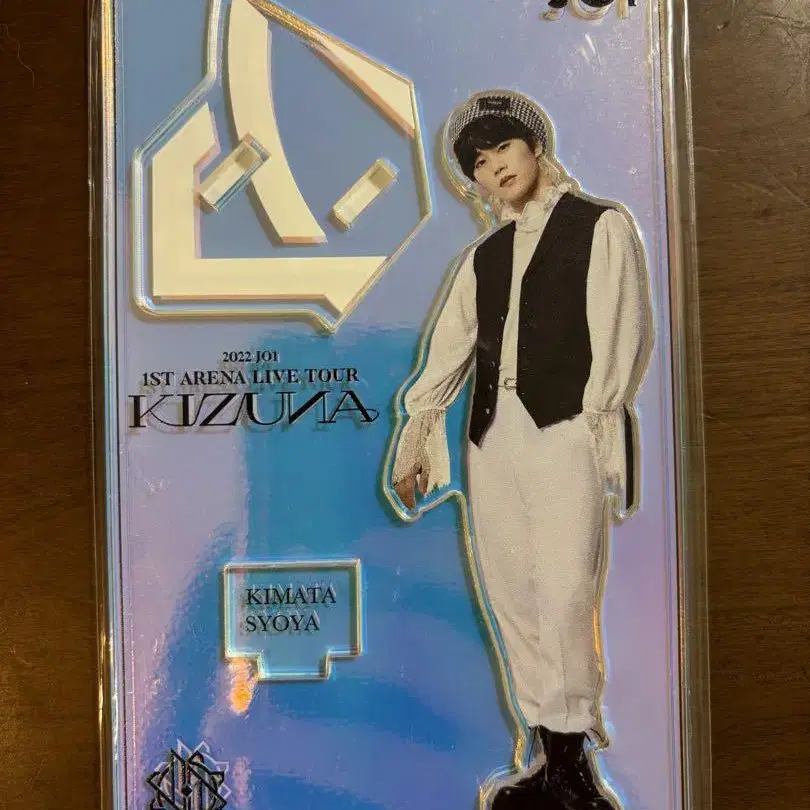 JO1
2022 JO1
1ST ARENA LIVE TOUR
KIZUNA
KIMATA
SYOYA